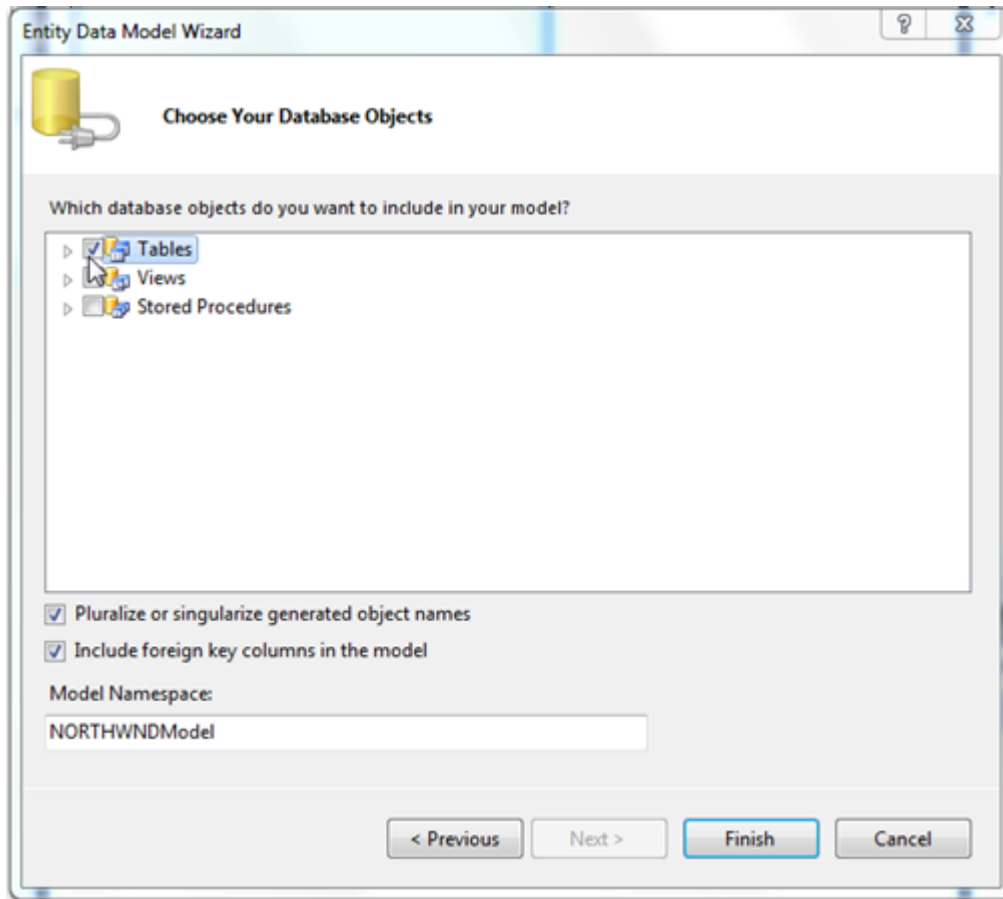 Entity Data Model Wizard
Choose Your Database Objects
Which database objects do you want to include in your model?
Tables
Views
Stored Procedures
Pluralize or singularize generated object names
Include foreign key columns in the model
Model Namespace:
NORTHWNDModel
< Previous Next > Finish Cancel